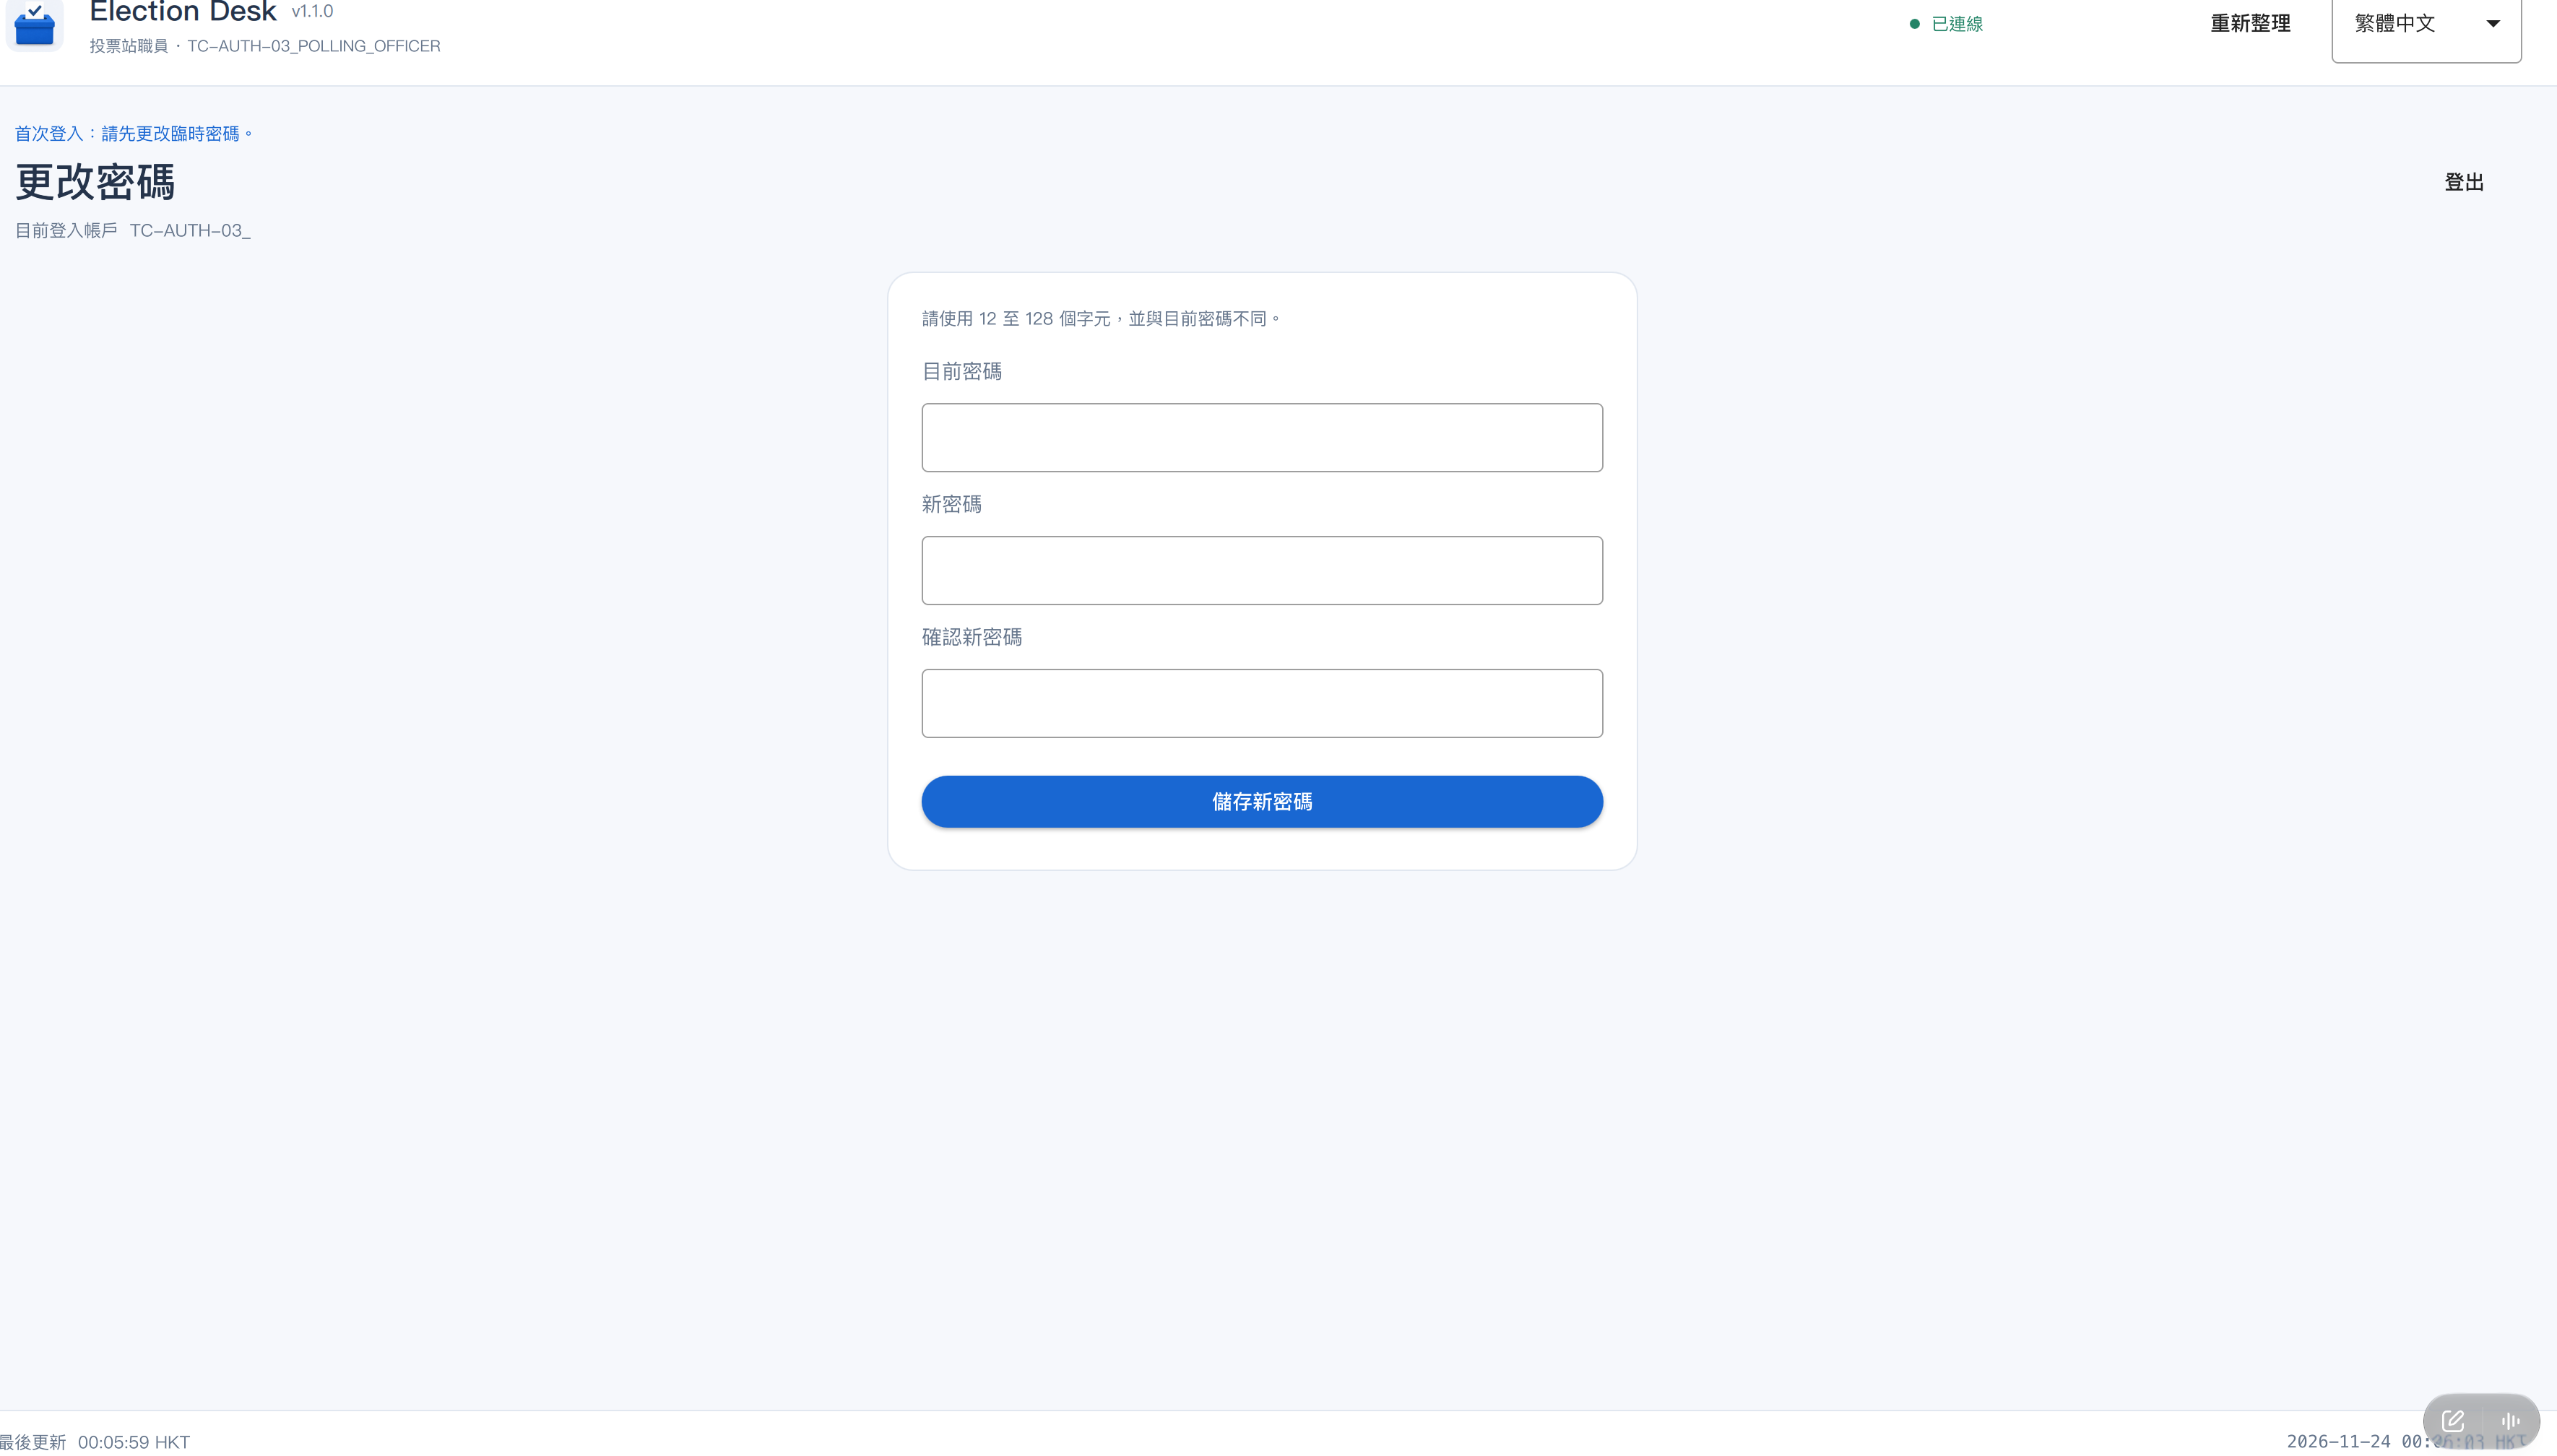 Election Desk v1.1.0
投票站職員 · TC-AUTH-03_POLLING_OFFICER
已連線
重新整理
繁體中文
首次登入：請先更改臨時密碼。
更改密碼
登出
目前登入帳戶 TC-AUTH-03_
請使用 12 至 128 個字元，並與目前密碼不同。
目前密碼
新密碼
確認新密碼
儲存新密碼
最後更新 00:05:59 HKT
2026-11-24 00:06:03 HKT